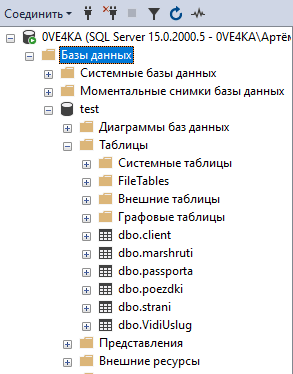 Соединить
0VE4KA (SQL Server 15.0.2000.5 - 0VE4KA\Артём
Базы данных
Системные базы данных
Моментальные снимки базы данных
test
Диаграммы баз данных
Таблицы
Системные таблицы
FileTables
Внешние таблицы
Графовые таблицы
dbo.client
dbo.marshruti
dbo.passporta
dbo.poezdki
dbo.strani
dbo.VidiUslug
Представления
Внешние ресурсы